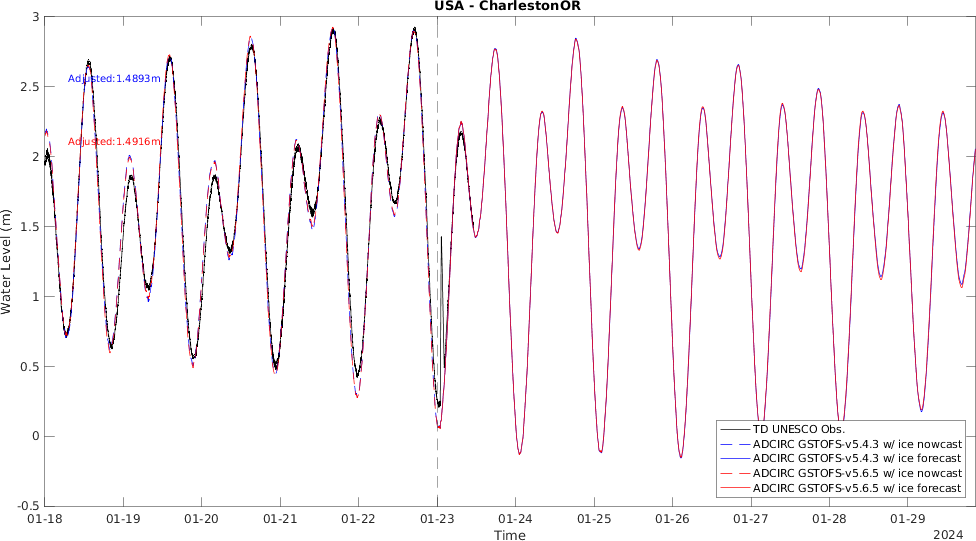 USA - CharlestonOR
3
2.5
2
1.5
1
0.5
0
-0.5
Water Level (m)
Adjusted:1.4893m
Adjusted:1.4916m
TD UNESCO Obs.
ADCIRC GSTOFS-v5.4.3 w/ ice nowcast
ADCIRC GSTOFS-v5.4.3 w/ ice forecast
ADCIRC GSTOFS-v5.6.5 w/ ice nowcast
ADCIRC GSTOFS-v5.6.5 w/ ice forecast
01-18 01-19 01-20 01-21 01-22 01-23 01-24 01-25 01-26 01-27 01-28 01-29
Time
2024